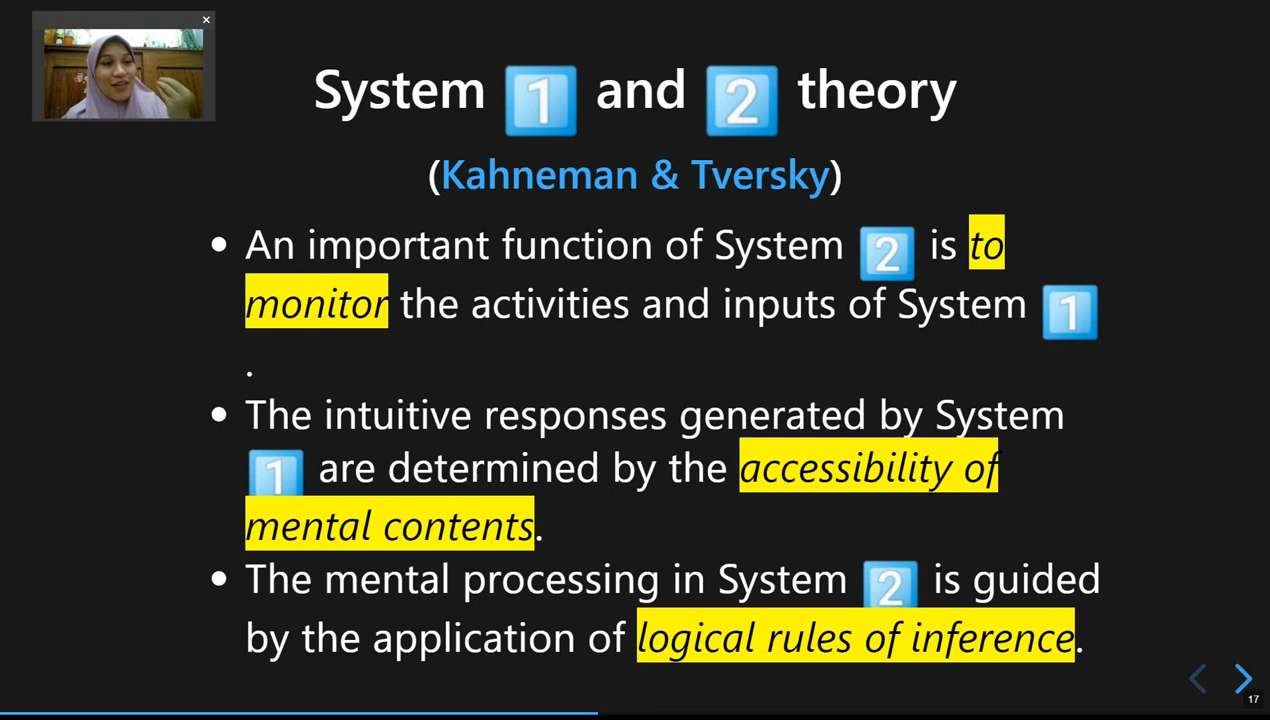 System 1️⃣ and 2️⃣ theory
(Kahneman & Tversky)
• An important function of System 2️⃣ is to
monitor the activities and inputs of System 1️⃣
.
• The intuitive responses generated by System
1️⃣ are determined by the accessibility of
mental contents.
• The mental processing in System 2️⃣ is guided
by the application of logical rules of inference.
17